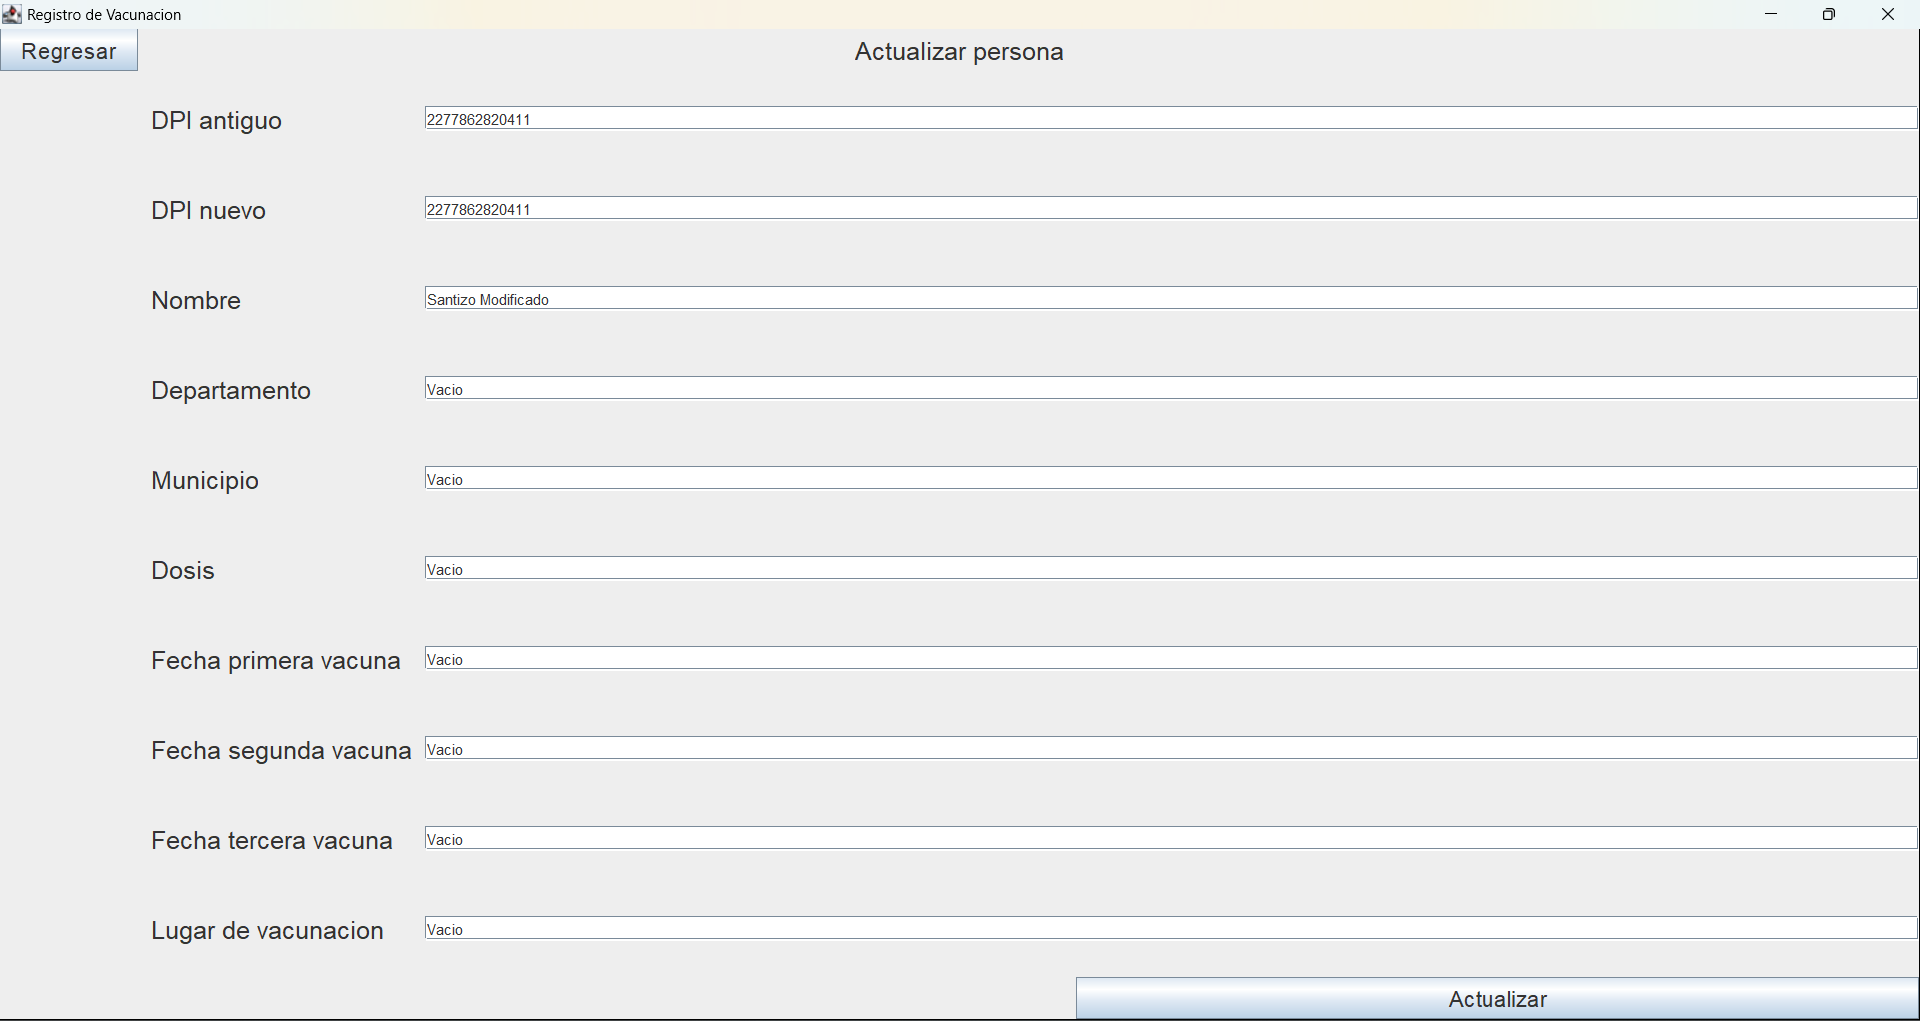 Registro de Vacunacion
Regresar
Actualizar persona
DPI antiguo 2277862820411
DPI nuevo 2277862820411
Nombre Santizo Modificado
Departamento Vacio
Municipio Vacio
Dosis Vacio
Fecha primera vacuna Vacio
Fecha segunda vacuna Vacio
Fecha tercera vacuna Vacio
Lugar de vacunacion Vacio
Actualizar